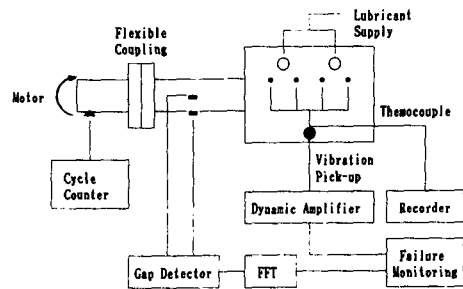 Lubricant
Supply
Flexible
Coupling
Motor
Themocouple
Vibration
Pick-up
Cycle
Counter
Dynamic Amplifier
Recorder
Gap Detector
FFT
Failure
Monitoring